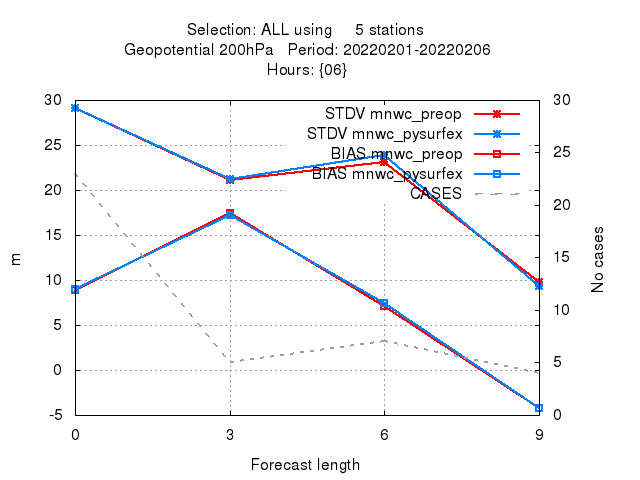 Selection: ALL using 5 stations
Geopotential 200hPa Period: 20220201-20220206
Hours: {06}
STDV mnwc_preop
STDV mnwc_pysurfex
BIAS mnwc_preop
BIAS mnwc_pysurfex
CASES
30
25
20
15
10
5
0
-5
m
30
25
20
15
10
5
0
No cases
0 3 6 9
Forecast length